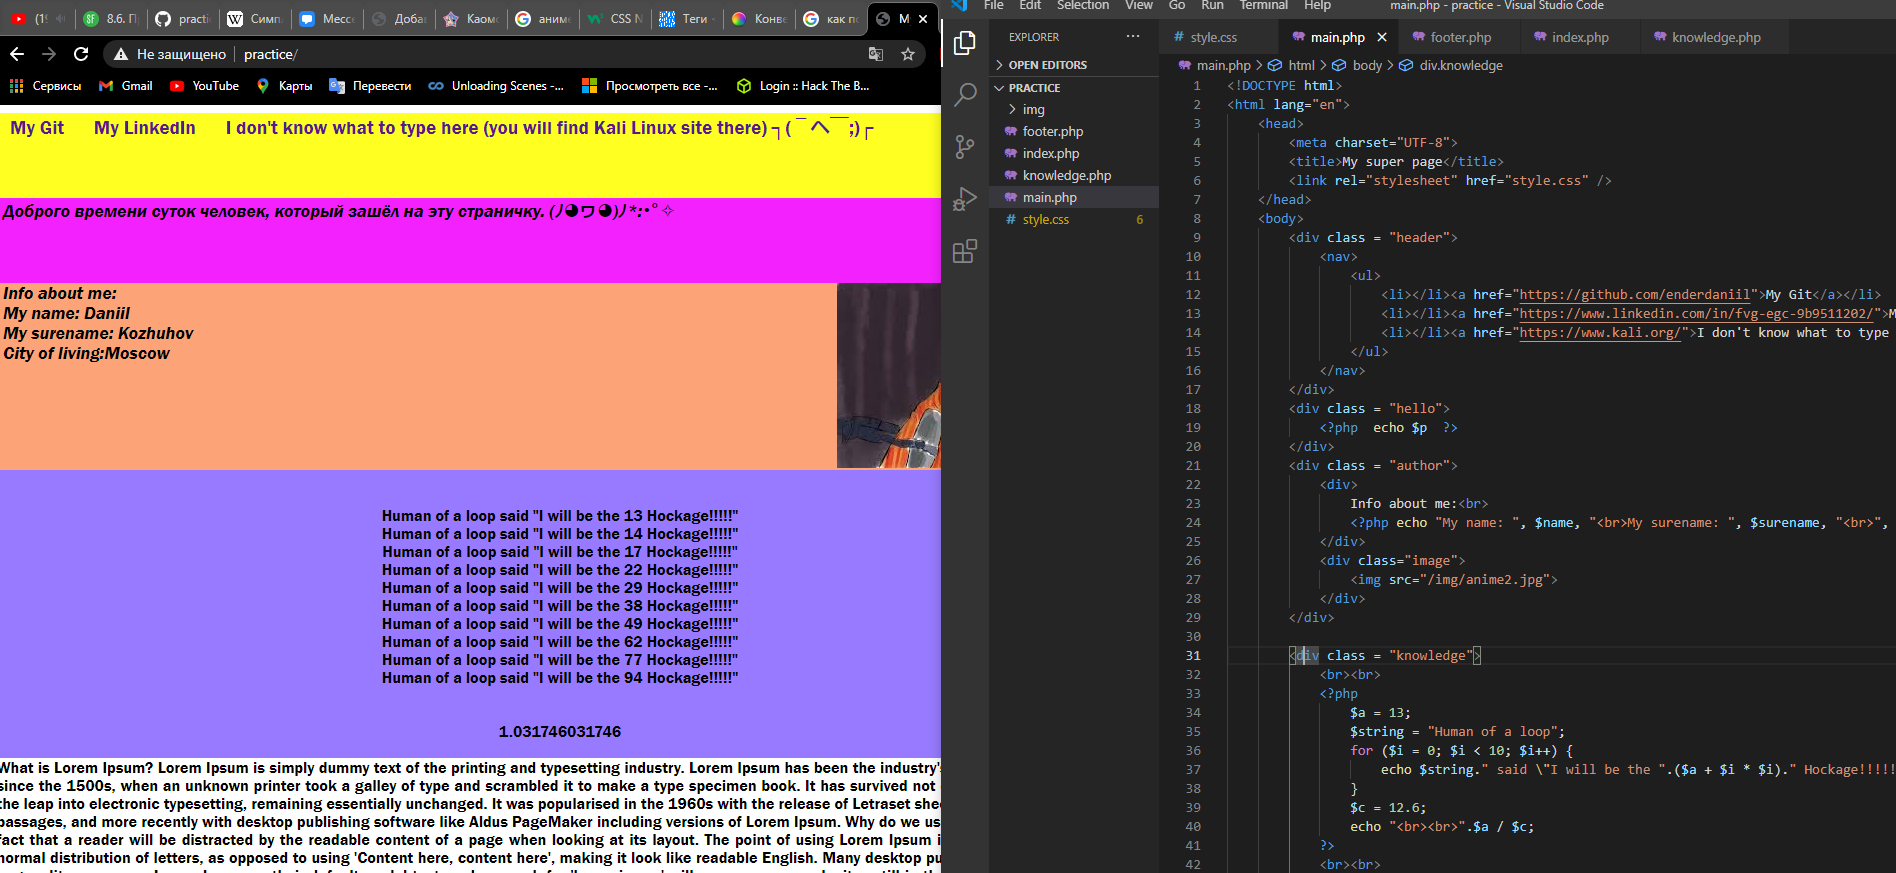 (1
8.6. П
practi
Симп
Месс
Доба
Каом
аниме
CSS N
Теги
Конве
как по
М
Не защищено practice/
Сервисы Gmail YouTube Карты Перевести Unloading Scenes -... Просмотреть все -... Login :: Hack The B...
My Git My LinkedIn I don't know what to type here (you will find Kali Linux site there) ┐(￣ヘ￣;)┌
Доброго времени суток человек, который зашёл на эту страничку. (ﾉ◕ヮ◕)ﾉ*:･ﾟ✧
Info about me:
My name: Daniil
My surename: Kozhuhov
City of living:Moscow
Human of a loop said "I will be the 13 Hockage!!!!!"
Human of a loop said "I will be the 14 Hockage!!!!!"
Human of a loop said "I will be the 17 Hockage!!!!!"
Human of a loop said "I will be the 22 Hockage!!!!!"
Human of a loop said "I will be the 29 Hockage!!!!!"
Human of a loop said "I will be the 38 Hockage!!!!!"
Human of a loop said "I will be the 49 Hockage!!!!!"
Human of a loop said "I will be the 62 Hockage!!!!!"
Human of a loop said "I will be the 77 Hockage!!!!!"
Human of a loop said "I will be the 94 Hockage!!!!!"
1.031746031746
What is Lorem Ipsum? Lorem Ipsum is simply dummy text of the printing and typesetting industry. Lorem Ipsum has been the industry'
since the 1500s, when an unknown printer took a galley of type and scrambled it to make a type specimen book. It has survived not
the leap into electronic typesetting, remaining essentially unchanged. It was popularised in the 1960s with the release of Letraset she
passages, and more recently with desktop publishing software like Aldus PageMaker including versions of Lorem Ipsum. Why do we us
fact that a reader will be distracted by the readable content of a page when looking at its layout. The point of using Lorem Ipsum i
normal distribution of letters, as opposed to using 'Content here, content here', making it look like readable English. Many desktop pu
File Edit Selection View Go Run Terminal Help main.php - practice - Visual Studio Code
EXPLORER ...
OPEN EDITORS
PRACTICE
img
footer.php
index.php
knowledge.php
main.php
# style.css 6
# style.css main.php footer.php index.php knowledge.php
main.php > html > body > div.knowledge
1 <!DOCTYPE html>
2 <html lang="en">
3 <head>
4 <meta charset="UTF-8">
5 <title>My super page</title>
6 <link rel="stylesheet" href="style.css" />
7 </head>
8 <body>
9 <div class = "header">
10 <nav>
11 <ul>
12 <li></li><a href="https://github.com/enderdaniil">My Git</a></li>
13 <li></li><a href="https://www.linkedin.com/in/fvg-egc-9b9511202/">M
14 <li></li><a href="https://www.kali.org/">I don't know what to type
15 </ul>
16 </nav>
17 </div>
18 <div class = "hello">
19 <?php echo $p ?>
20 </div>
21 <div class = "author">
22 <div>
23 Info about me:<br>
24 <?php echo "My name: ", $name, "<br>My surename: ", $surename, "<br>",
25 </div>
26 <div class="image">
27 <img src="/img/anime2.jpg">
28 </div>
29 </div>
30
31 <div class = "knowledge">
32 <br><br>
33 <?php
34 $a = 13;
35 $string = "Human of a loop";
36 for ($i = 0; $i < 10; $i++) {
37 echo $string." said \"I will be the ".($a + $i * $i)." Hockage!!!!!
38 }
39 $c = 12.6;
40 echo "<br><br>".$a / $c;
41 ?>
42 <br><br>